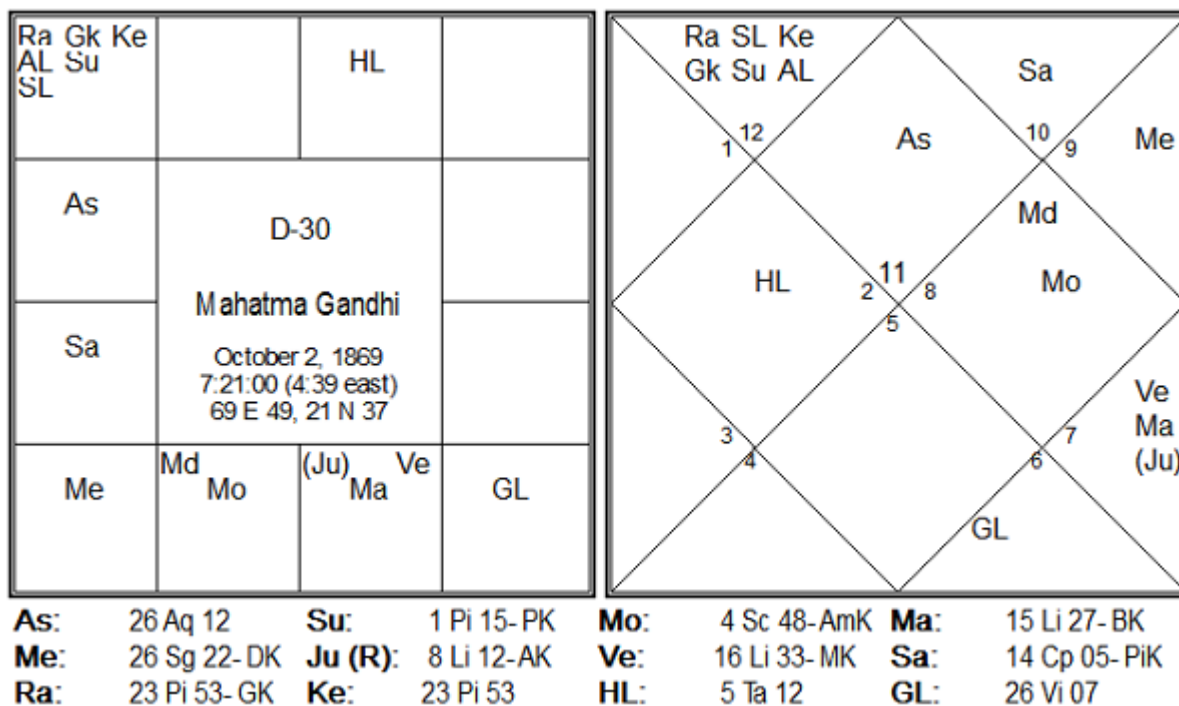 Ra Gk Ke
AL Su
SL
HL
As
Sa
D-30
Mahatma Gandhi
October 2, 1869
7:21:00 (4:39 east)
69 E 49, 21 N 37
Me
Md
Mo
(Ju) Ve
Ma
GL
Ra SL Ke
Gk Su AL
Sa
12
1
As
10
9
Me
Md
HL
11
2 8
5
Mo
Ve
Ma
(Ju)
3
4
7
6
GL
As: 26 Aq 12 Su: 1 Pi 15- PK Mo: 4 Sc 48- AmK Ma: 15 Li 27- BK
Me: 26 Sg 22- DK Ju (R): 8 Li 12- AK Ve: 16 Li 33- MK Sa: 14 Cp 05- PiK
Ra: 23 Pi 53- GK Ke: 23 Pi 53 HL: 5 Ta 12 GL: 26 Vi 07